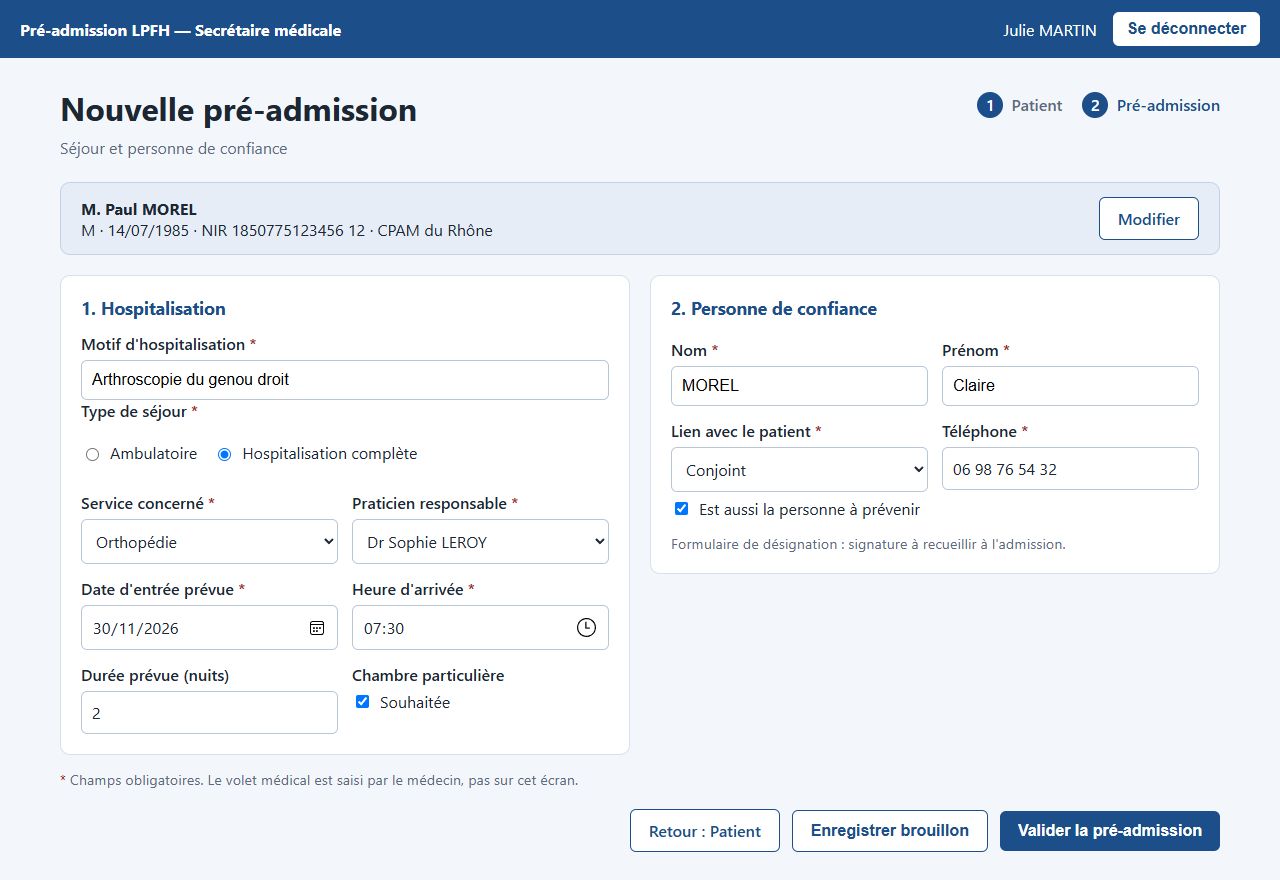 Pré-admission LPFH — Secrétaire médicale
Julie MARTIN
Se déconnecter
Nouvelle pré-admission
1 Patient
2 Pré-admission
Séjour et personne de confiance
M. Paul MOREL
M · 14/07/1985 · NIR 1850775123456 12 · CPAM du Rhône
Modifier
1. Hospitalisation
Motif d'hospitalisation *
Arthroscopie du genou droit
Type de séjour *
Ambulatoire
Hospitalisation complète
Service concerné *
Praticien responsable *
Orthopédie
Dr Sophie LEROY
Date d'entrée prévue *
Heure d'arrivée *
30/11/2026
07:30
Durée prévue (nuits)
Chambre particulière
2
Souhaitée
2. Personne de confiance
Nom *
Prénom *
MOREL
Claire
Lien avec le patient *
Téléphone *
Conjoint
06 98 76 54 32
Est aussi la personne à prévenir
Formulaire de désignation : signature à recueillir à l'admission.
* Champs obligatoires. Le volet médical est saisi par le médecin, pas sur cet écran.
Retour : Patient
Enregistrer brouillon
Valider la pré-admission